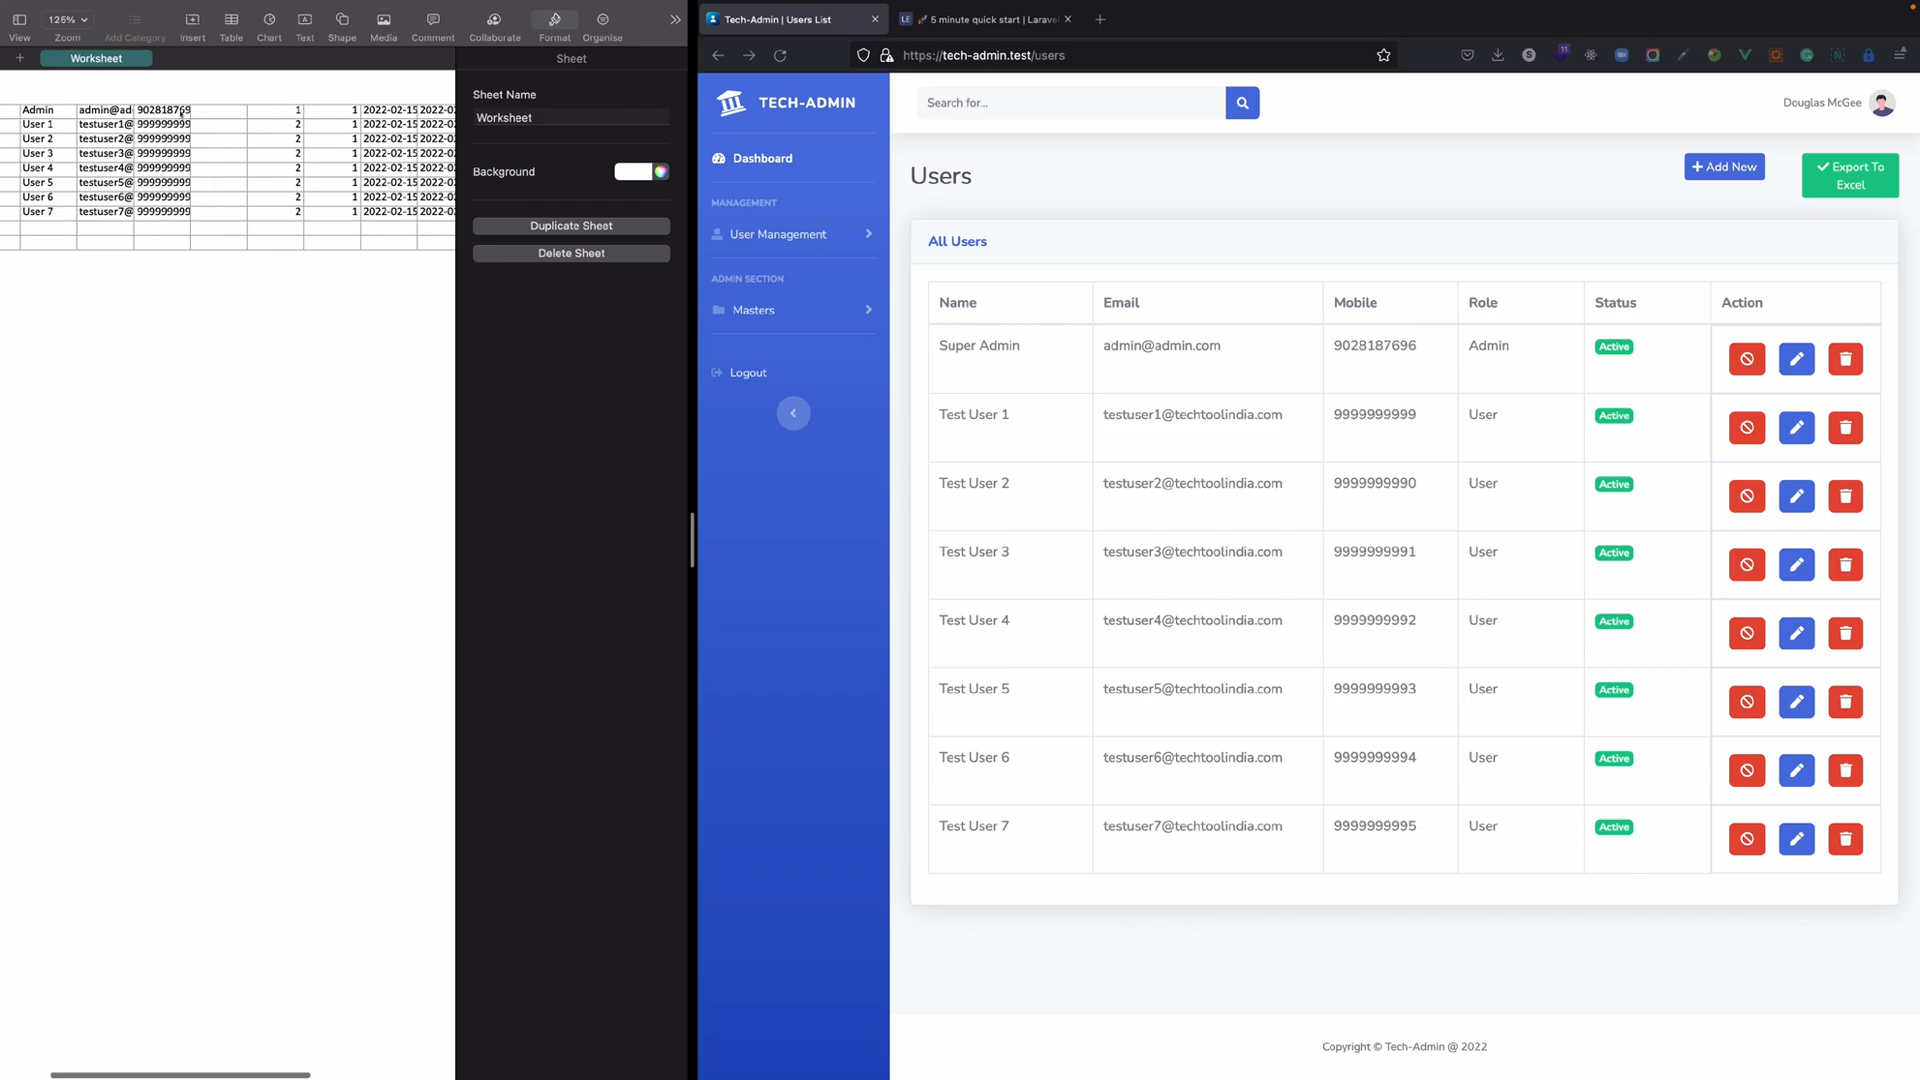 125%
View
Zoom
Add Category
Insert
Table
Chart
Text
Shape
Media
Comment
Collaborate
Format
Organise
Worksheet
Sheet
Admin admin@ad 902818769 1 1 2022-02-15 2022-02
User 1 testuser1@ 999999999 2 1 2022-02-15 2022-02
User 2 testuser2@ 999999999 2 1 2022-02-15 2022-02
User 3 testuser3@ 999999999 2 1 2022-02-15 2022-02
User 4 testuser4@ 999999999 2 1 2022-02-15 2022-02
User 5 testuser5@ 999999999 2 1 2022-02-15 2022-02
User 6 testuser6@ 999999999 2 1 2022-02-15 2022-02
User 7 testuser7@ 999999999 2 1 2022-02-15 2022-02
Sheet Name
Worksheet
Background
Duplicate Sheet
Delete Sheet
Tech-Admin | Users List
LE 🚀 5 minute quick start | Larave
https://tech-admin.test/users
11
TECH-ADMIN
Dashboard
MANAGEMENT
User Management
ADMIN SECTION
Masters
Logout
Search for...
Douglas McGee
Users
+ Add New
Export To
Excel
All Users
Name Email Mobile Role Status Action
Super Admin admin@admin.com 9028187696 Admin Active
Test User 1 testuser1@techtoolindia.com 9999999999 User Active
Test User 2 testuser2@techtoolindia.com 9999999990 User Active
Test User 3 testuser3@techtoolindia.com 9999999991 User Active
Test User 4 testuser4@techtoolindia.com 9999999992 User Active
Test User 5 testuser5@techtoolindia.com 9999999993 User Active
Test User 6 testuser6@techtoolindia.com 9999999994 User Active
Test User 7 testuser7@techtoolindia.com 9999999995 User Active
Copyright © Tech-Admin @ 2022